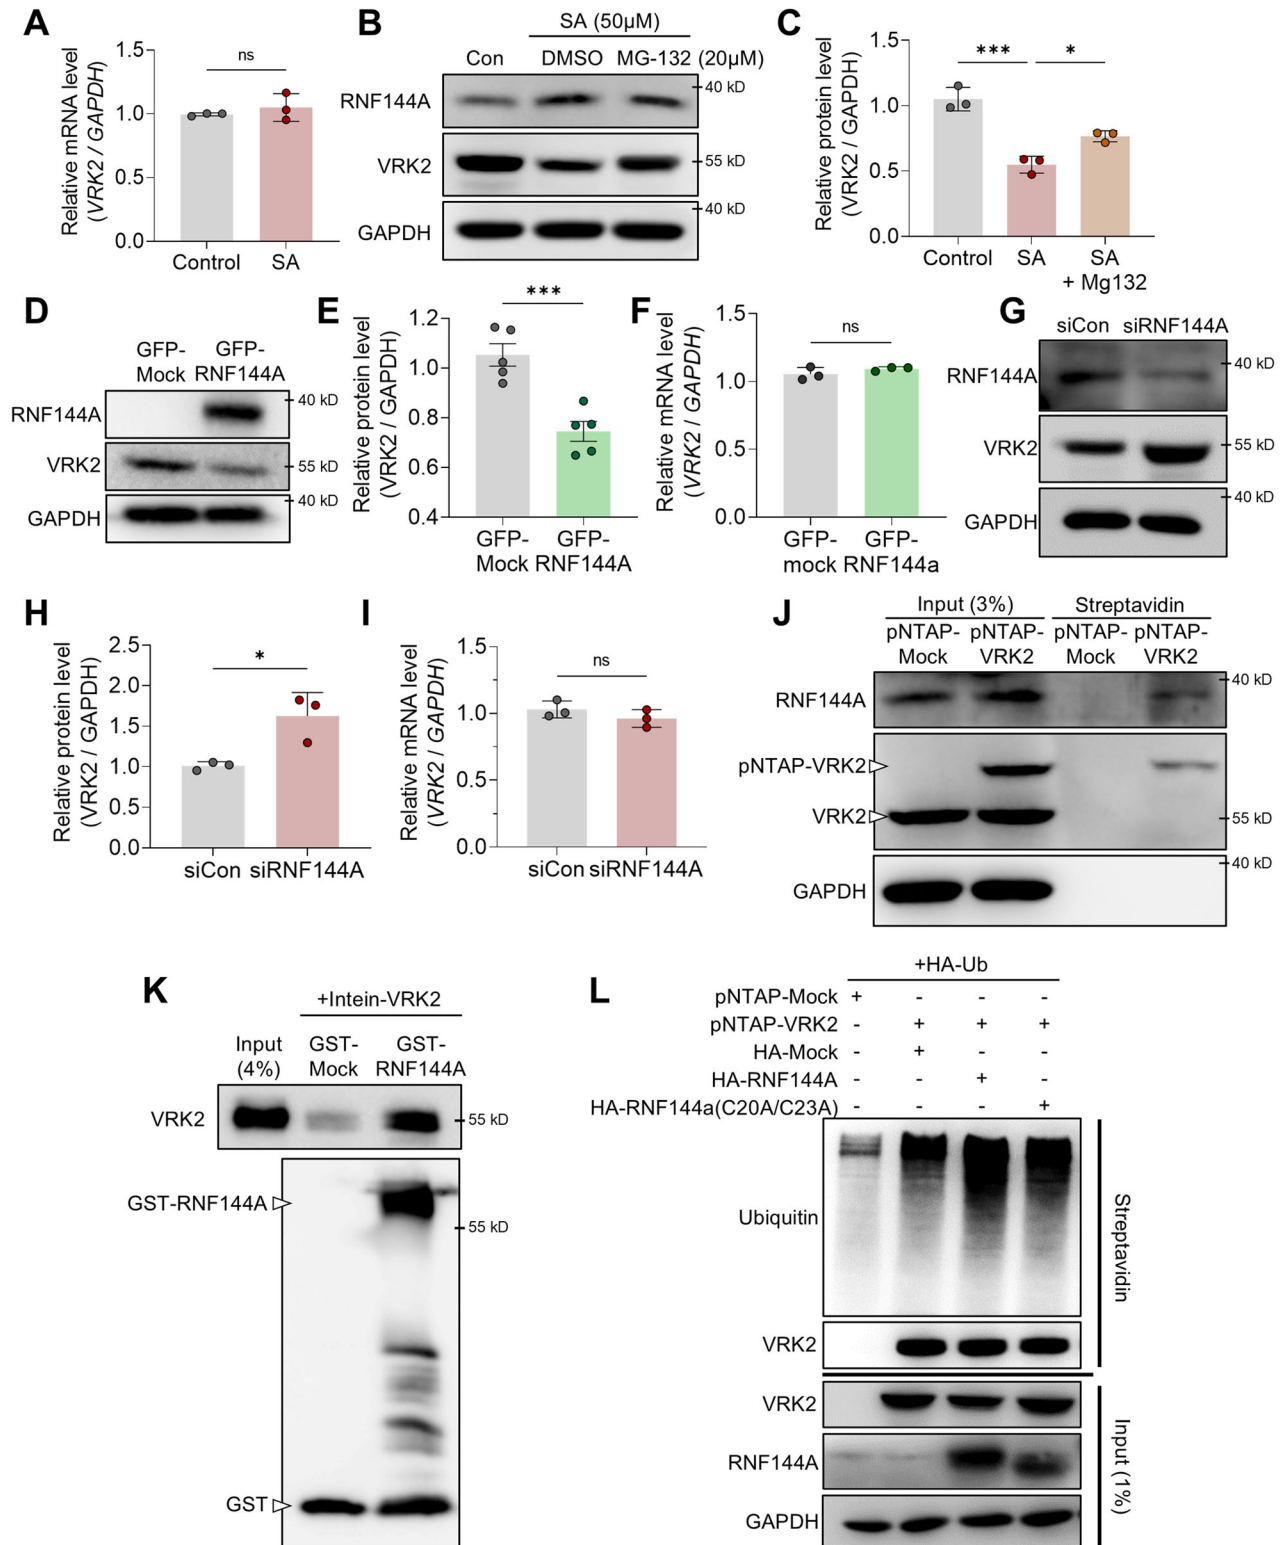 A
Relative mRNA level
(VRK2 / GAPDH)
1.5
1.0
0.5
0.0
ns
Control
SA
B
SA (50μM)
Con
DMSO
MG-132
(20μM)
RNF144A
40 kD
VRK2
55 kD
40 kD
GAPDH
C
Relative protein level
(VRK2 / GAPDH)
1.5
1.0
0.5
0.0
***
*
Control
SA
SA
+ Mg132
D
GFP-
Mock
GFP-
RNF144A
RNF144A
40 kD
VRK2
55 kD
40 kD
GAPDH
E
Relative protein level
(VRK2 / GAPDH)
1.2
1.0
0.8
0.6
0.4
***
GFP-
Mock
GFP-
RNF144A
F
Relative mRNA level
(VRK2 / GAPDH)
1.5
1.0
0.5
0.0
ns
GFP-
mock
GFP-
RNF144a
G
siCon
siRNF144A
RNF144A
40 kD
VRK2
55 kD
40 kD
GAPDH
H
Relative protein level
(VRK2 / GAPDH)
2.5
2.0
1.5
1.0
0.5
0.0
*
siCon
siRNF144A
I
Relative mRNA level
(VRK2 / GAPDH)
1.5
1.0
0.5
0.0
ns
siCon
siRNF144A
J
Input (3%)
Streptavidin
pNTAP-
Mock
pNTAP-
VRK2
pNTAP-
Mock
pNTAP-
VRK2
RNF144A
40 kD
pNTAP-VRK2
VRK2
55 kD
40 kD
GAPDH
K
+Intein-VRK2
Input
(4%)
GST-
Mock
GST-
RNF144A
VRK2
55 kD
GST-RNF144A
55 kD
GST
L
+HA-Ub
pNTAP-Mock + - - -
pNTAP-VRK2 - + + +
HA-Mock - + - -
HA-RNF144A - - + -
HA-RNF144a(C20A/C23A) - - - +
Ubiquitin
VRK2
Streptavidin
VRK2
RNF144A
GAPDH
Input (1%)